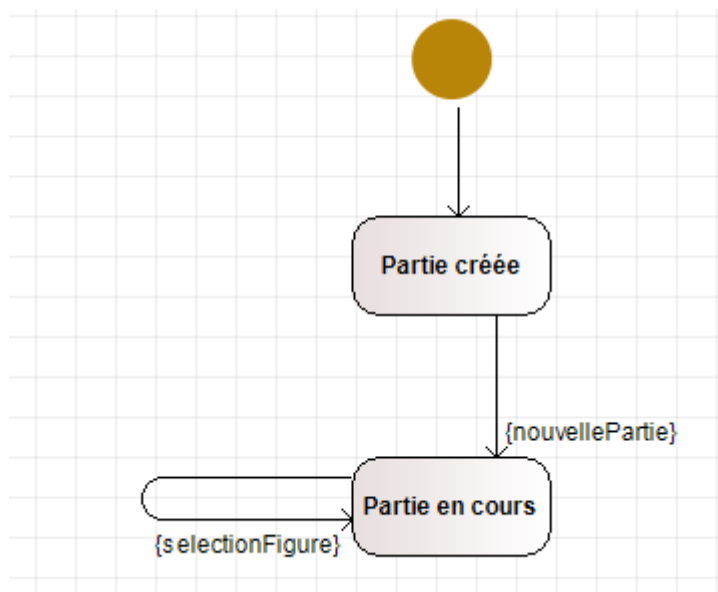 Partie créée
{nouvellePartie}
Partie en cours
{selectionFigure}